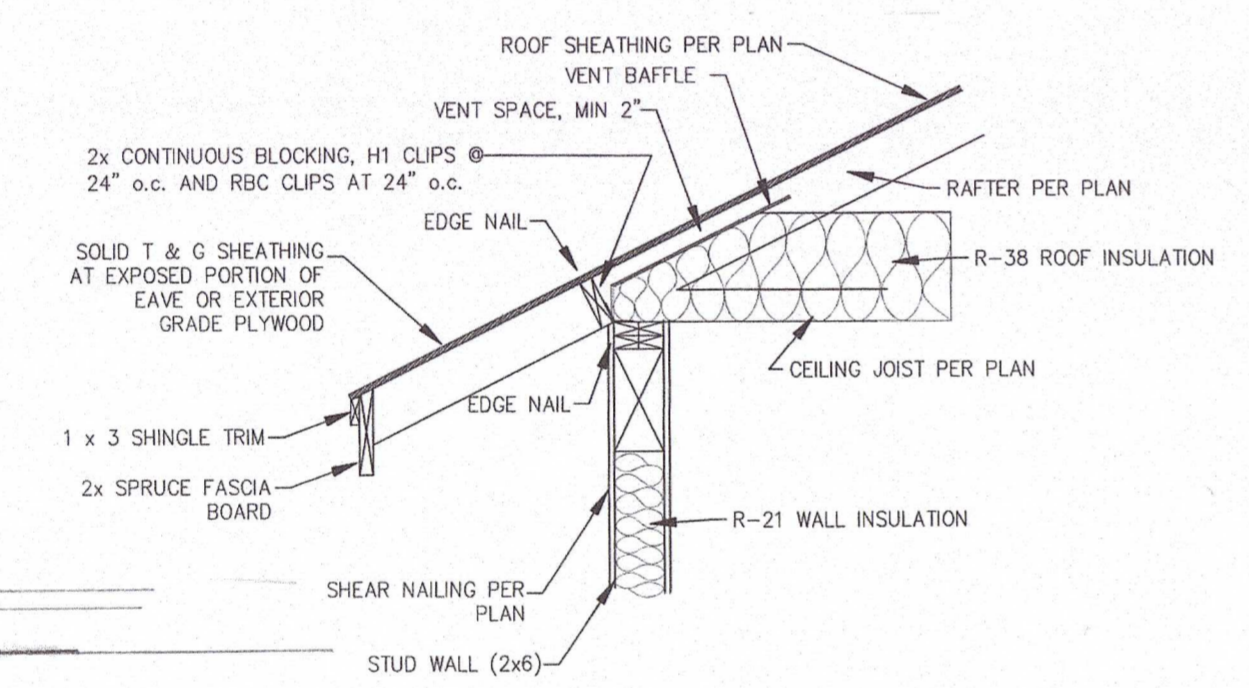 ROOF SHEATHING PER PLAN
VENT BAFFLE
VENT SPACE, MIN 2"
2x CONTINUOUS BLOCKING, H1 CLIPS @
24" o.c. AND RBC CLIPS AT 24" o.c.
RAFTER PER PLAN
EDGE NAIL
SOLID T & G SHEATHING
AT EXPOSED PORTION OF
EAVE OR EXTERIOR
GRADE PLYWOOD
R-38 ROOF INSULATION
CEILING JOIST PER PLAN
EDGE NAIL
1 x 3 SHINGLE TRIM
2x SPRUCE FASCIA
BOARD
R-21 WALL INSULATION
SHEAR NAILING PER
PLAN
STUD WALL (2x6)